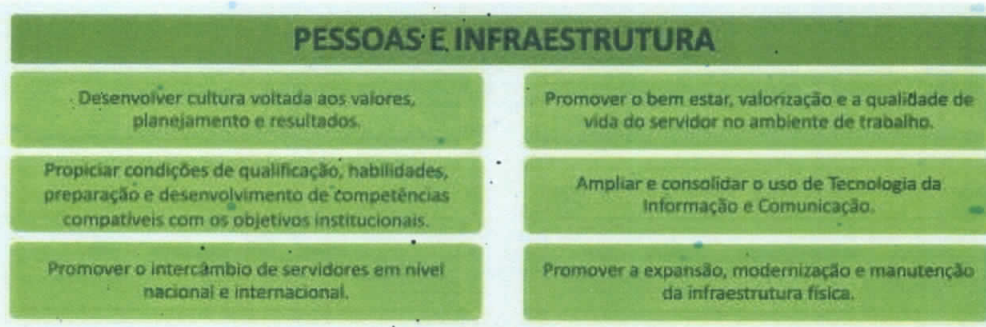 PESSOAS E INFRAESTRUTURA
Desenvolver cultura voltada aos valores,
planejamento e resultados.
Promover o bem estar, valorização e a qualidade de
vida do servidor no ambiente de trabalho.
Propiciar condições de qualificação, habilidades,
preparação e desenvolvimento de competências
compatíveis com os objetivos institucionais.
Ampliar e consolidar o uso de Tecnologia da
Informação e Comunicação.
Promover o intercâmbio de servidores em nível
nacional e internacional.
Promover a expansão, modernização e manutenção
da infraestrutura física.